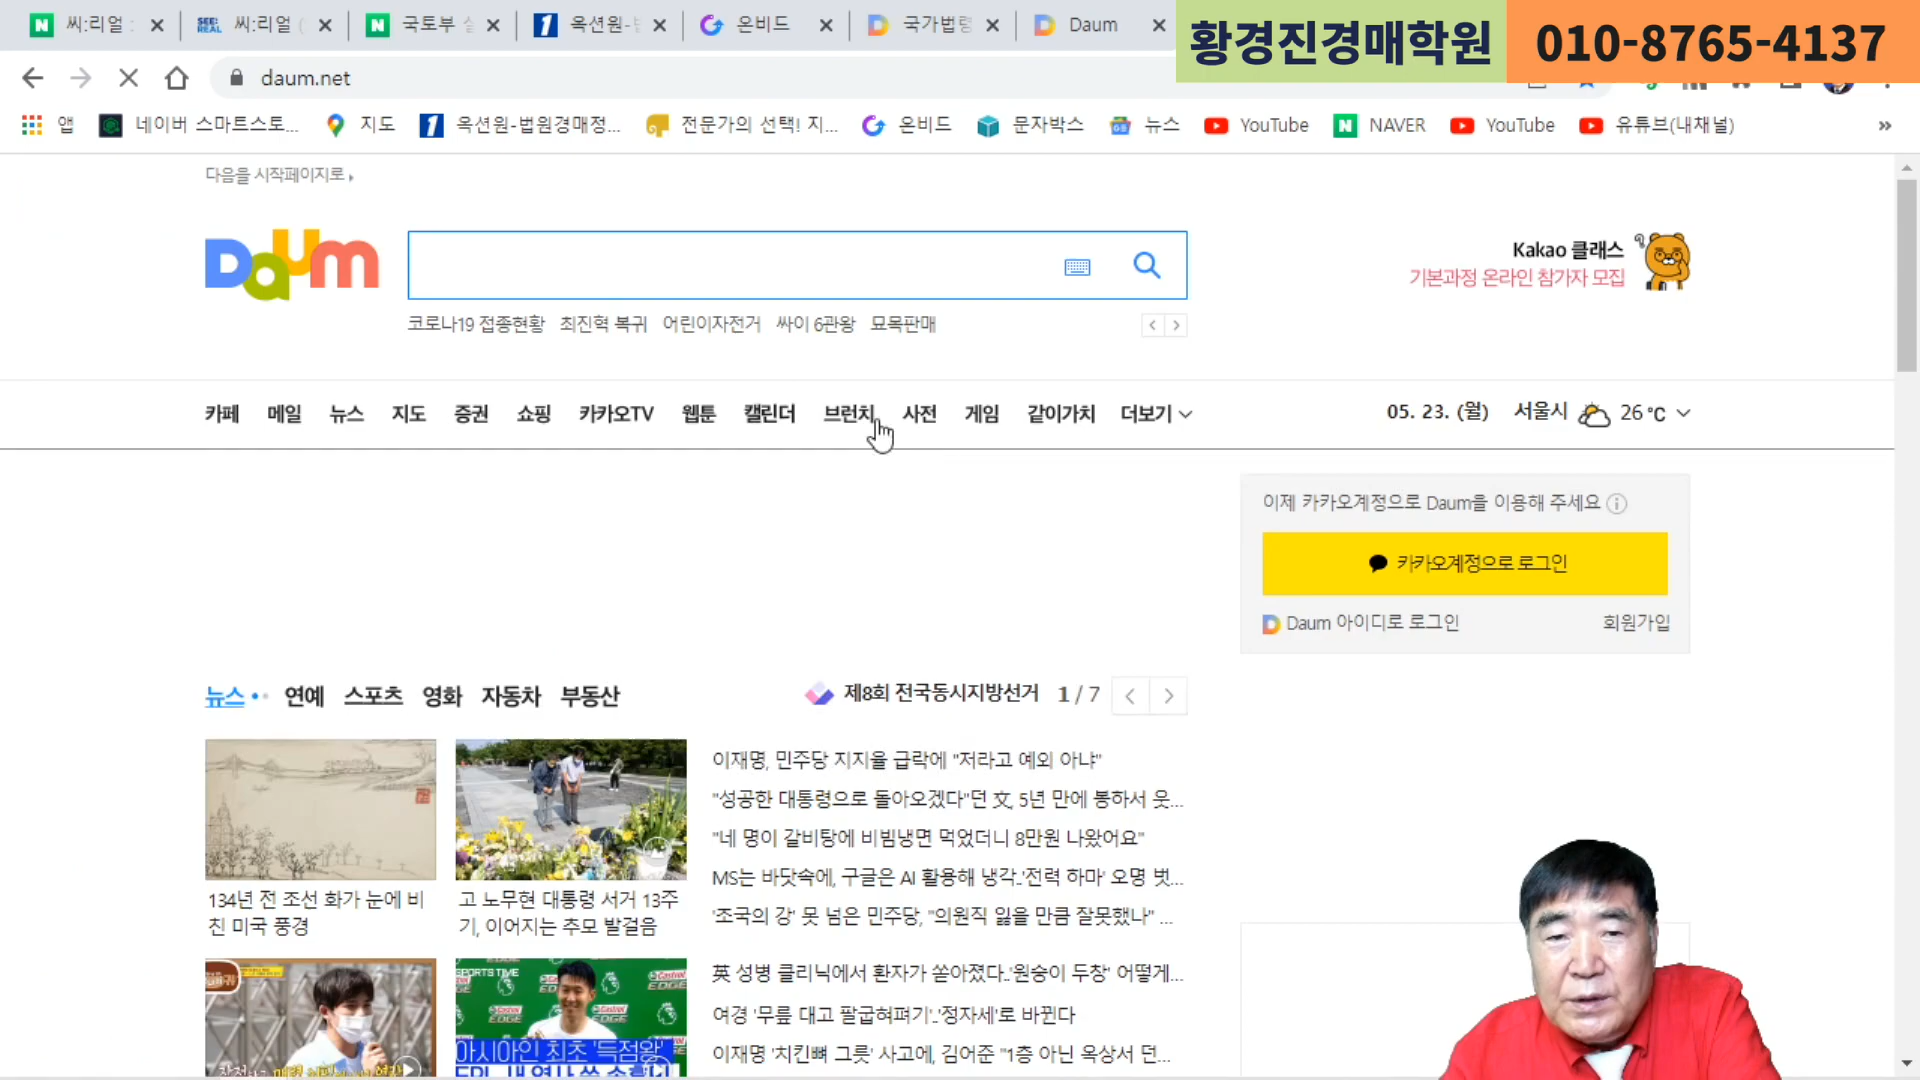 씨:리얼
씨:리얼 (
국토부 실
옥션원-법
온비드
국가법령
Daum
황경진경매학원
010-8765-4137
daum.net
앱
네이버 스마트스토...
지도
옥션원-법원경매정...
전문가의 선택! 지...
온비드
문자박스
뉴스
YouTube
NAVER
YouTube
유튜브(내채널)
다음을 시작페이지로
Daum
Kakao 클래스
기본과정 온라인 참가자 모집
코로나19 접종현황 최진혁 복귀 어린이자전거 싸이 6관왕 묘목판매
카페 메일 뉴스 지도 증권 쇼핑 카카오TV 웹툰 캘린더 브런치 사전 게임 같이가치 더보기
05. 23. (월) 서울시 26 °C
이제 카카오계정으로 Daum을 이용해 주세요
카카오계정으로 로그인
Daum 아이디로 로그인 회원가입
뉴스 연예 스포츠 영화 자동차 부동산
제8회 전국동시지방선거 1 / 7
134년 전 조선 화가 눈에 비
친 미국 풍경
고 노무현 대통령 서거 13주
기, 이어지는 추모 발걸음
이재명, 민주당 지지율 급락에 "저라고 예외 아냐"
"성공한 대통령으로 돌아오겠다"던 文, 5년 만에 봉하서 웃...
"네 명이 갈비탕에 비빔냉면 먹었더니 8만원 나왔어요"
MS는 바닷속에, 구글은 AI 활용해 냉각..'전력 하마' 오명 벗...
'조국의 강' 못 넘은 민주당, "의원직 잃을 만큼 잘못했나" ...
英 성병 클리닉에서 환자가 쏟아졌다..'원숭이 두창' 어떻게...
여경 '무릎 대고 팔굽혀펴기'..'정자세'로 바뀐다
이재명 '치킨뼈 그릇' 사고에, 김어준 "1층 아닌 옥상서 던...
SPORTS TIME
Castrol
EDGE
아시아인 최초 '득점왕'